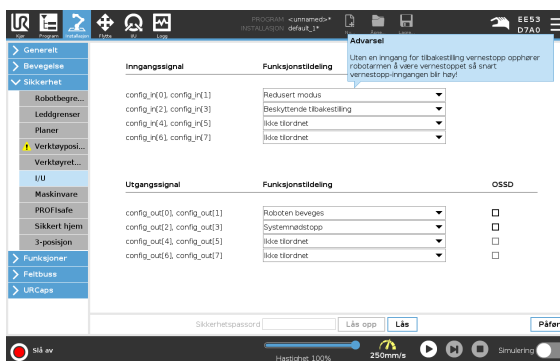 UR
PROGRAM <unnamed>*
INSTALLASJON default_1*
EE53
D7A0
Kjør Program Installasjon Flytte I/U Logg Ny... Åpne... Lagre...
Advarsel
Uten en inngang for tilbakestilling vernestopp opphører
robotarmen å være vernestoppet så snart
vernestopp-inngangen blir høy!
Generelt
Bevegelse
Sikkerhet
Robotbegre...
Leddgrenser
Planer
Verktøyposi...
Verktøyret...
I/U
Maskinvare
PROFIsafe
Sikkert hjem
3-posisjon
Funksjoner
Feltbuss
URCaps
Inngangssignal Funksjonstildeling
config_in[0], config_in[1] Redusert modus
config_in[2], config_in[3] Beskyttende tilbakestilling
config_in[4], config_in[5] Ikke tilordnet
config_in[6], config_in[7] Ikke tilordnet
Utgangssignal Funksjonstildeling OSSD
config_out[0], config_out[1] Roboten beveges
config_out[2], config_out[3] Systemnødstopp
config_out[4], config_out[5] Ikke tilordnet
config_out[6], config_out[7] Ikke tilordnet
Sikkerhetspassord Lås opp Lås Påfør
Slå av
Hastighet 100%
250mm/s
Simulering